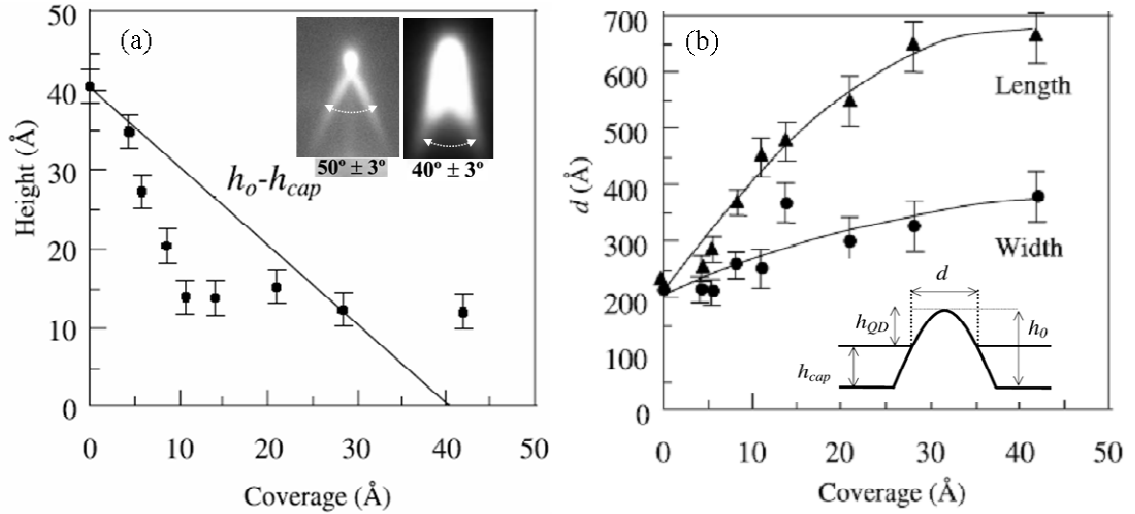 50
(a)
40
30
20
10
0
Height (Å)
50° ± 3°
40° ± 3°
h_o-h_cap
0
10
20
30
40
50
Coverage (Å)
700
(b)
600
500
400
300
200
100
0
d (Å)
Length
Width
d
h_QD
h_0
h_cap
0
10
20
30
40
50
Coverage (Å)